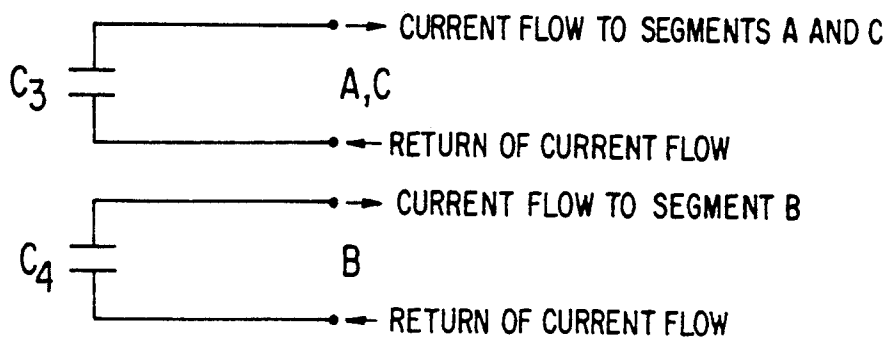 CURRENT FLOW TO SEGMENTS A AND C
C3
A,C
RETURN OF CURRENT FLOW
CURRENT FLOW TO SEGMENT B
C4
B
RETURN OF CURRENT FLOW